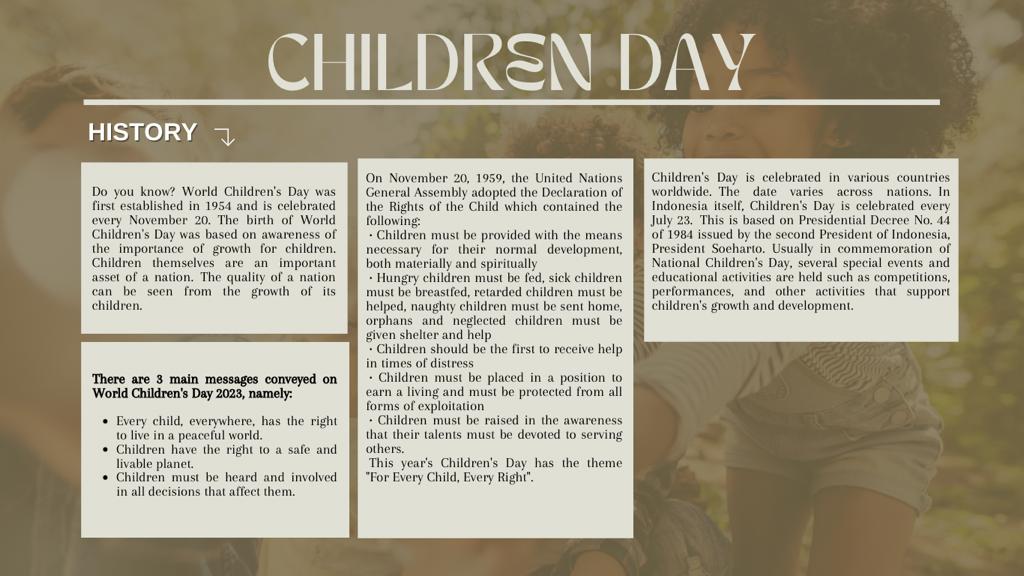 CHILDREN DAY
HISTORY
Do you know? World Children's Day was
first established in 1954 and is celebrated
every November 20. The birth of World
Children's Day was based on awareness of
the importance of growth for children.
Children themselves are an important
asset of a nation. The quality of a nation
can be seen from the growth of its
children.
There are 3 main messages conveyed on
World Children's Day 2023, namely:
• Every child, everywhere, has the right
to live in a peaceful world.
• Children have the right to a safe and
livable planet.
• Children must be heard and involved
in all decisions that affect them.
On November 20, 1959, the United Nations
General Assembly adopted the Declaration of
the Rights of the Child which contained the
following:
• Children must be provided with the means
necessary for their normal development,
both materially and spiritually
• Hungry children must be fed, sick children
must be breastfed, retarded children must be
helped, naughty children must be sent home,
orphans and neglected children must be
given shelter and help
• Children should be the first to receive help
in times of distress
• Children must be placed in a position to
earn a living and must be protected from all
forms of exploitation
• Children must be raised in the awareness
that their talents must be devoted to serving
others.
This year's Children's Day has the theme
"For Every Child, Every Right".
Children's Day is celebrated in various countries
worldwide. The date varies across nations. In
Indonesia itself, Children's Day is celebrated every
July 23. This is based on Presidential Decree No. 44
of 1984 issued by the second President of Indonesia,
President Soeharto. Usually in commemoration of
National Children's Day, several special events and
educational activities are held such as competitions,
performances, and other activities that support
children's growth and development.